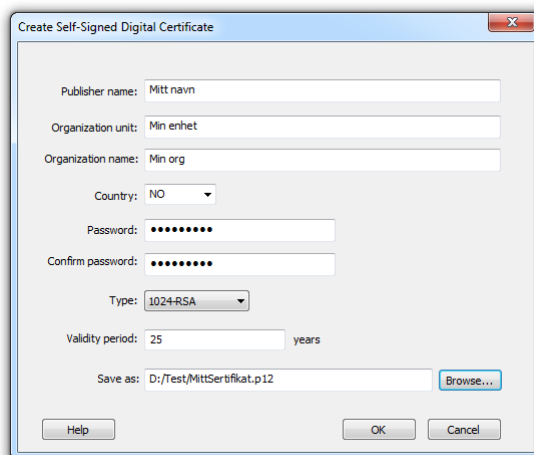 Create Self-Signed Digital Certificate
Publisher name: Mitt navn
Organization unit: Min enhet
Organization name: Min org
Country: NO
Password: •••••••••
Confirm password: •••••••••
Type: 1024-RSA
Validity period: 25 years
Save as: D:/Test/MittSertifikat.p12 Browse...
Help OK Cancel